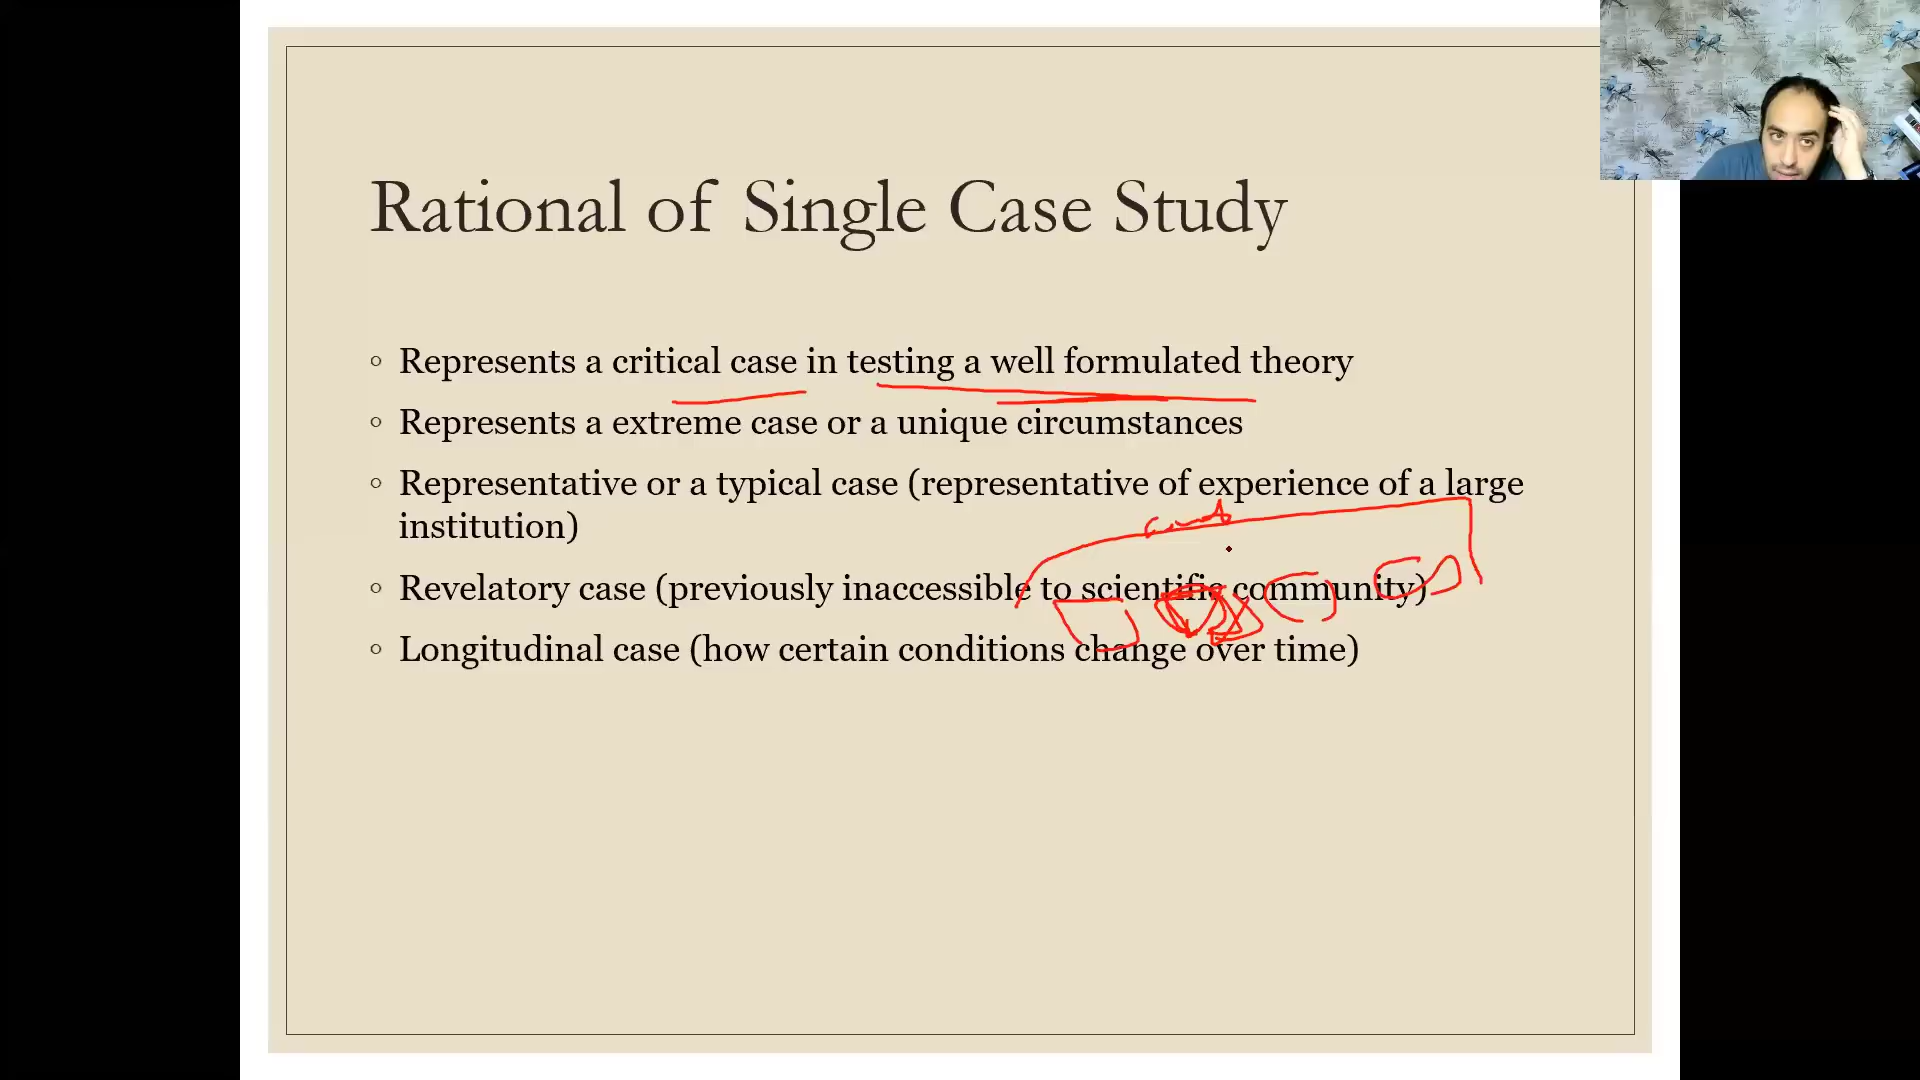 Rational of Single Case Study
◦ Represents a critical case in testing a well formulated theory
◦ Represents a extreme case or a unique circumstances
◦ Representative or a typical case (representative of experience of a large
institution)
◦ Revelatory case (previously inaccessible to scientific community)
◦ Longitudinal case (how certain conditions change over time)